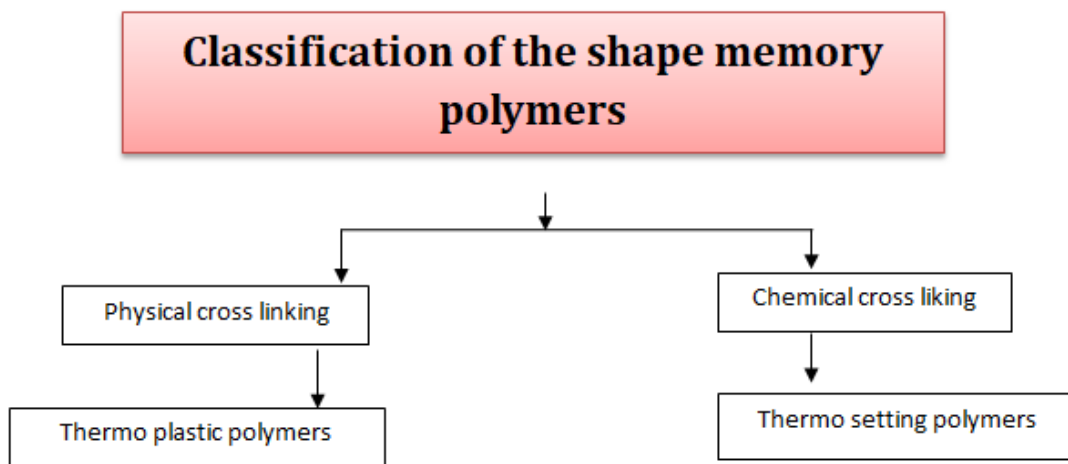 Classification of the shape memory
polymers
Physical cross linking
Chemical cross liking
Thermo plastic polymers
Thermo setting polymers